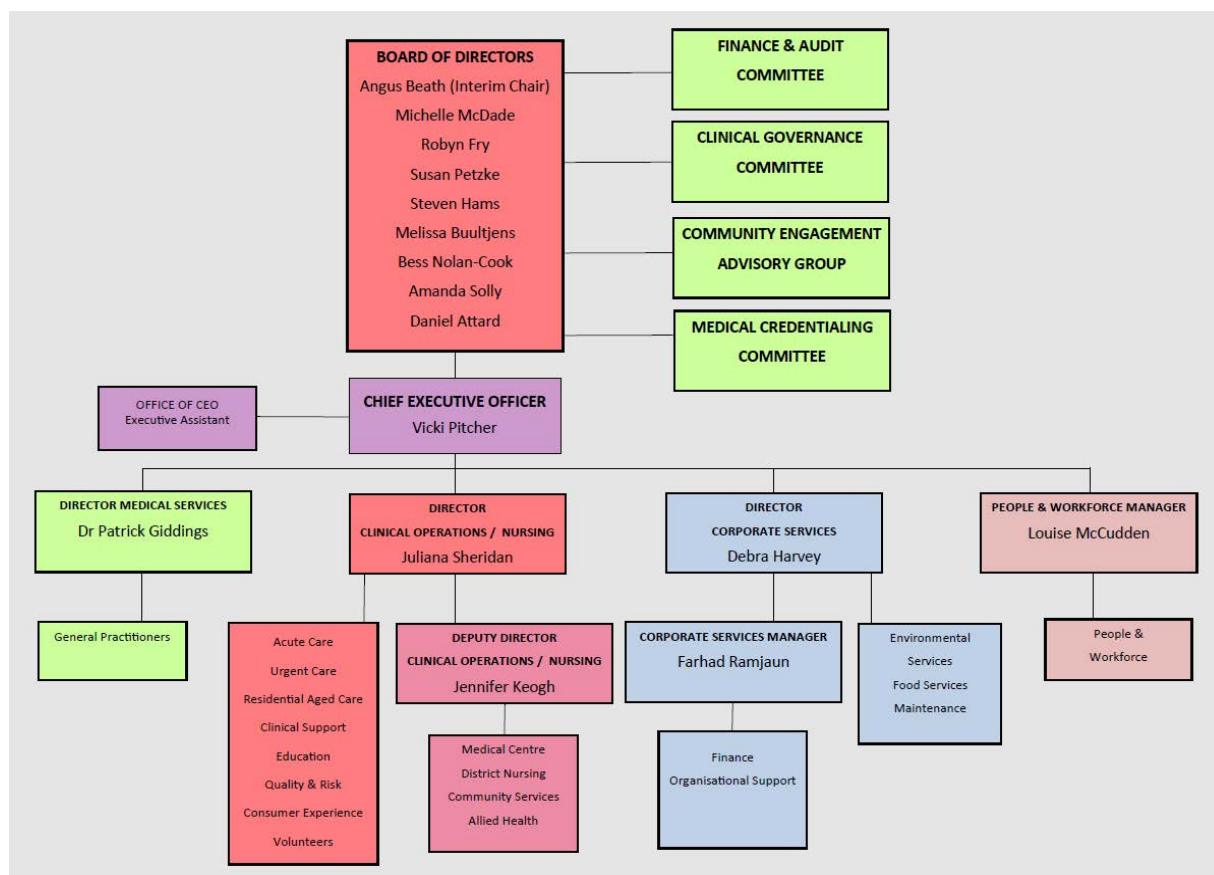 BOARD OF DIRECTORS
Angus Beath (Interim Chair)
Michelle McDade
Robyn Fry
Susan Petzke
Steven Hams
Melissa Buultjens
Bess Nolan-Cook
Amanda Solly
Daniel Attard
FINANCE & AUDIT
COMMITTEE
CLINICAL GOVERNANCE
COMMITTEE
COMMUNITY ENGAGEMENT
ADVISORY GROUP
MEDICAL CREDENTIALING
COMMITTEE
OFFICE OF CEO
Executive Assistant
CHIEF EXECUTIVE OFFICER
Vicki Pitcher
DIRECTOR MEDICAL SERVICES
Dr Patrick Giddings
DIRECTOR
CLINICAL OPERATIONS / NURSING
Juliana Sheridan
DIRECTOR
CORPORATE SERVICES
Debra Harvey
PEOPLE & WORKFORCE MANAGER
Louise McCudden
General Practitioners
Acute Care
Urgent Care
Residential Aged Care
Clinical Support
Education
Quality & Risk
Consumer Experience
Volunteers
DEPUTY DIRECTOR
CLINICAL OPERATIONS / NURSING
Jennifer Keogh
Medical Centre
District Nursing
Community Services
Allied Health
CORPORATE SERVICES MANAGER
Farhad Ramjaun
Finance
Organisational Support
Environmental
Services
Food Services
Maintenance
People &
Workforce